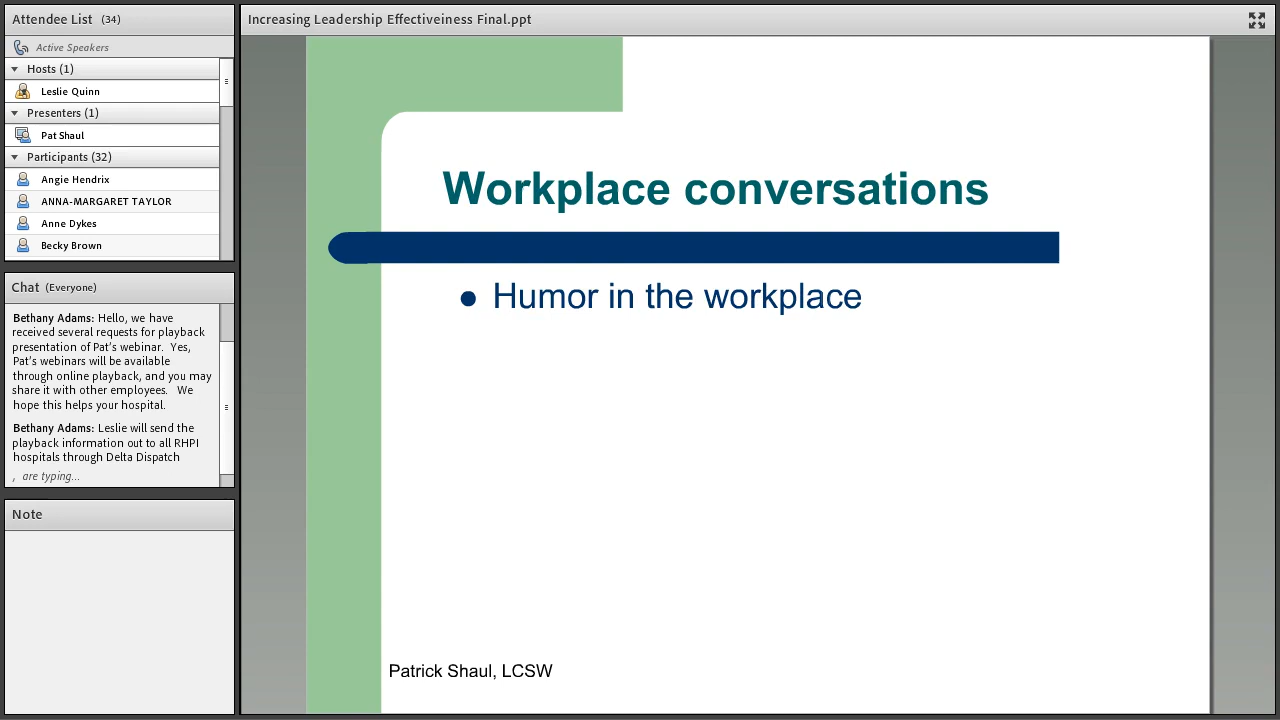 Attendee List (34)
Active Speakers
Hosts (1)
Leslie Quinn
Presenters (1)
Pat Shaul
Participants (32)
Angie Hendrix
ANNA-MARGARET TAYLOR
Anne Dykes
Becky Brown
Chat (Everyone)
Bethany Adams: Hello, we have
received several requests for playback
presentation of Pat's webinar.  Yes,
Pat's webinars will be available
through online playback, and you may
share it with other employees.   We
hope this helps your hospital.
Bethany Adams: Leslie will send the
playback information out to all RHPI
hospitals through Delta Dispatch
,  are typing...
Note
Increasing Leadership Effectiveiness Final.ppt
Workplace conversations
● Humor in the workplace
Patrick Shaul, LCSW